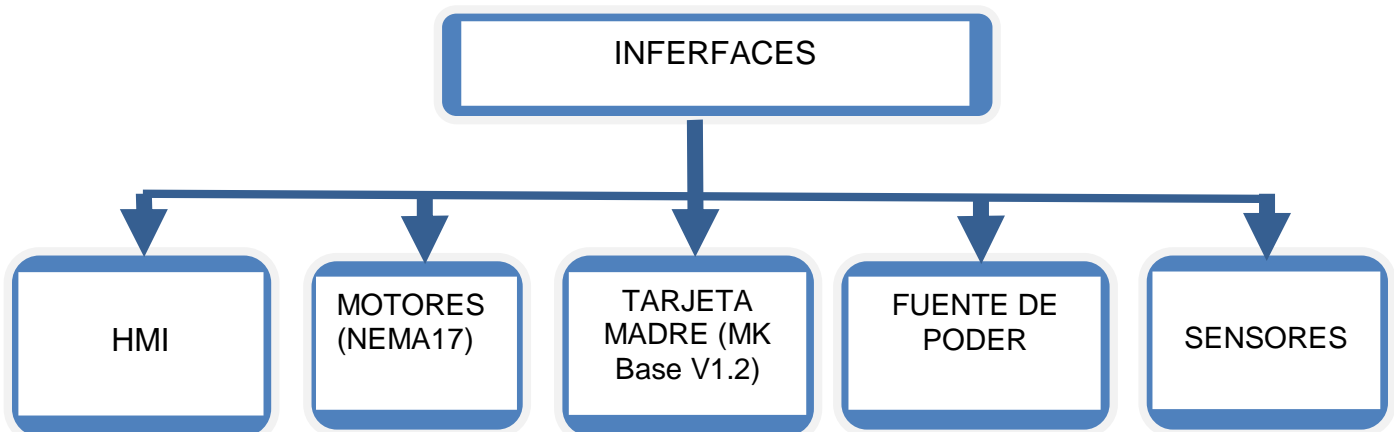 INFERFACES
HMI
MOTORES
(NEMA17)
TARJETA
MADRE (MK
Base V1.2)
FUENTE DE
PODER
SENSORES